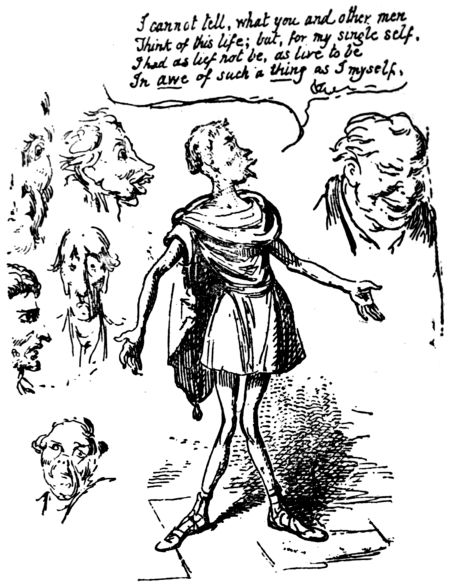 I cannot tell, what you and other men
Think of this life; but, for my single self,
I had as lief not be, as live to be
In awe of such a thing as I myself.